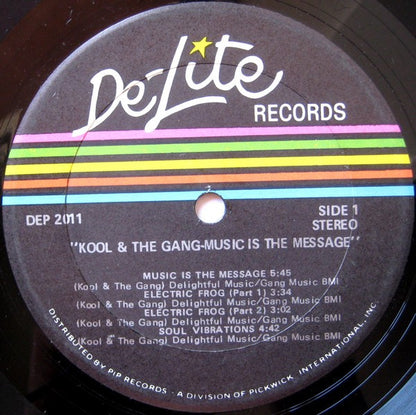 De-Lite
RECORDS
DEP 2011
SIDE 1
STEREO
"KOOL & THE GANG-MUSIC IS THE MESSAGE"
MUSIC IS THE MESSAGE 5:45
(Kool & The Gang) Delightful Music/Gang Music BMI
ELECTRIC FROG (Part 1) 3:34
(Kool & The Gang) Delightful Music/Gang Music BMI
ELECTRIC FROG (Part 2) 3:02
(Kool & The Gang) Delightful Music/Gang Music BMI
SOUL VIBRATIONS 4:42
(Kool & The Gang) Delightful Music/Gang Music BMI
DISTRIBUTED BY PIP RECORDS - A DIVISION OF PICKWICK INTERNATIONAL, INC.